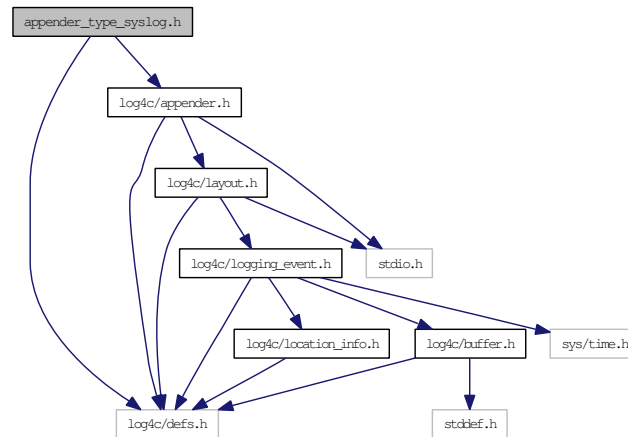 appender_type_syslog.h
log4c/appender.h
log4c/layout.h
log4c/logging_event.h
stdio.h
log4c/location_info.h
log4c/buffer.h
sys/time.h
log4c/defs.h
stddef.h